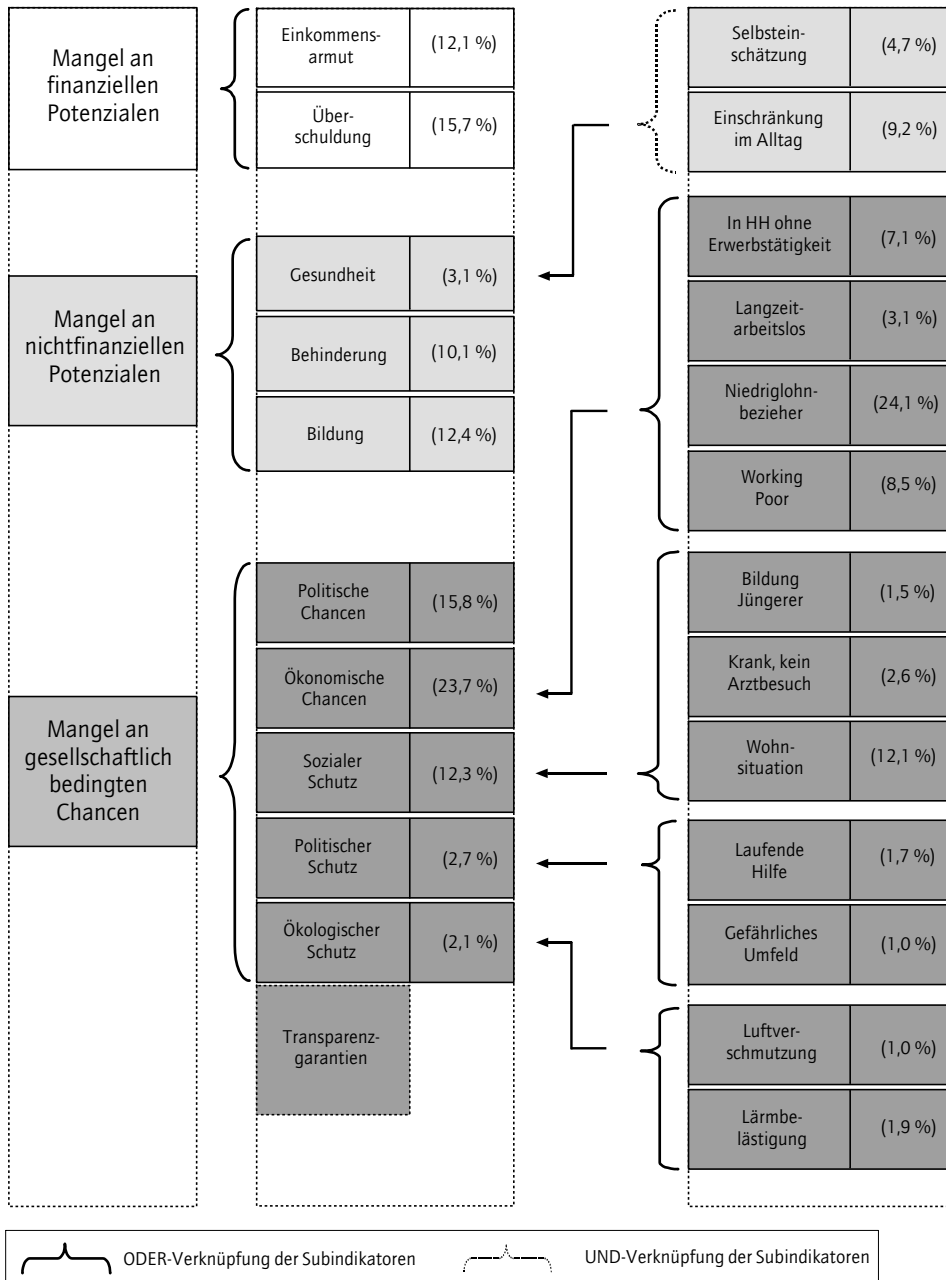 Mangel an
finanziellen
Potenzialen
Einkommens-
armut
(12,1 %)
Über-
schuldung
(15,7 %)
Selbstein-
schätzung
(4,7 %)
Einschränkung
im Alltag
(9,2 %)
Mangel an
nichtfinanziellen
Potenzialen
Gesundheit
(3,1 %)
Behinderung
(10,1 %)
Bildung
(12,4 %)
In HH ohne
Erwerbstätigkeit
(7,1 %)
Langzeit-
arbeitslos
(3,1 %)
Niedriglohn-
bezieher
(24,1 %)
Working
Poor
(8,5 %)
Mangel an
gesellschaftlich
bedingten
Chancen
Politische
Chancen
(15,8 %)
Ökonomische
Chancen
(23,7 %)
Sozialer
Schutz
(12,3 %)
Politischer
Schutz
(2,7 %)
Ökologischer
Schutz
(2,1 %)
Transparenz-
garantien
Bildung
Jüngerer
(1,5 %)
Krank, kein
Arztbesuch
(2,6 %)
Wohn-
situation
(12,1 %)
Laufende
Hilfe
(1,7 %)
Gefährliches
Umfeld
(1,0 %)
Luftver-
schmutzung
(1,0 %)
Lärmbe-
lästigung
(1,9 %)
ODER-Verknüpfung der Subindikatoren
UND-Verknüpfung der Subindikatoren